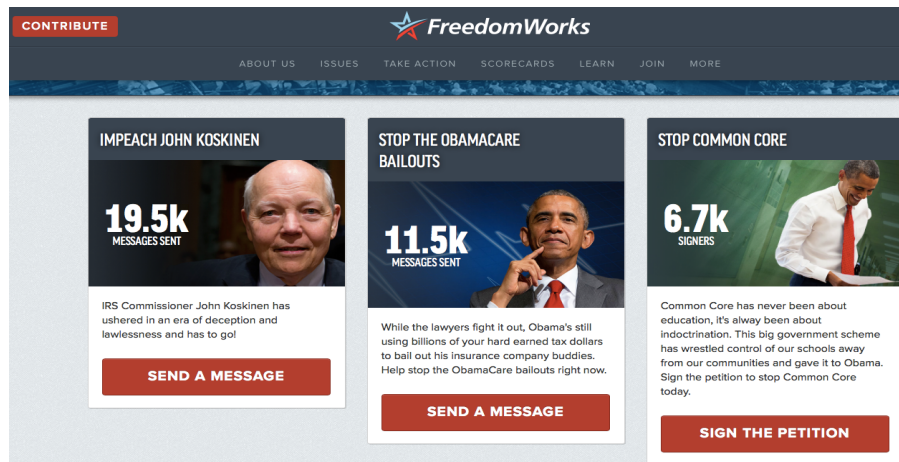 CONTRIBUTE
FreedomWorks
ABOUT US ISSUES TAKE ACTION SCORECARDS LEARN JOIN MORE
IMPEACH JOHN KOSKINEN
19.5k
MESSAGES SENT
IRS Commissioner John Koskinen has
ushered in an era of deception and
lawlessness and has to go!
SEND A MESSAGE
STOP THE OBAMACARE
BAILOUTS
11.5k
MESSAGES SENT
While the lawyers fight it out, Obama's still
using billions of your hard earned tax dollars
to bail out his insurance company buddies.
Help stop the ObamaCare bailouts right now.
SEND A MESSAGE
STOP COMMON CORE
6.7k
SIGNERS
Common Core has never been about
education, it's alway been about
indoctrination. This big government scheme
has wrestled control of our schools away
from our communities and gave it to Obama.
Sign the petition to stop Common Core
today.
SIGN THE PETITION